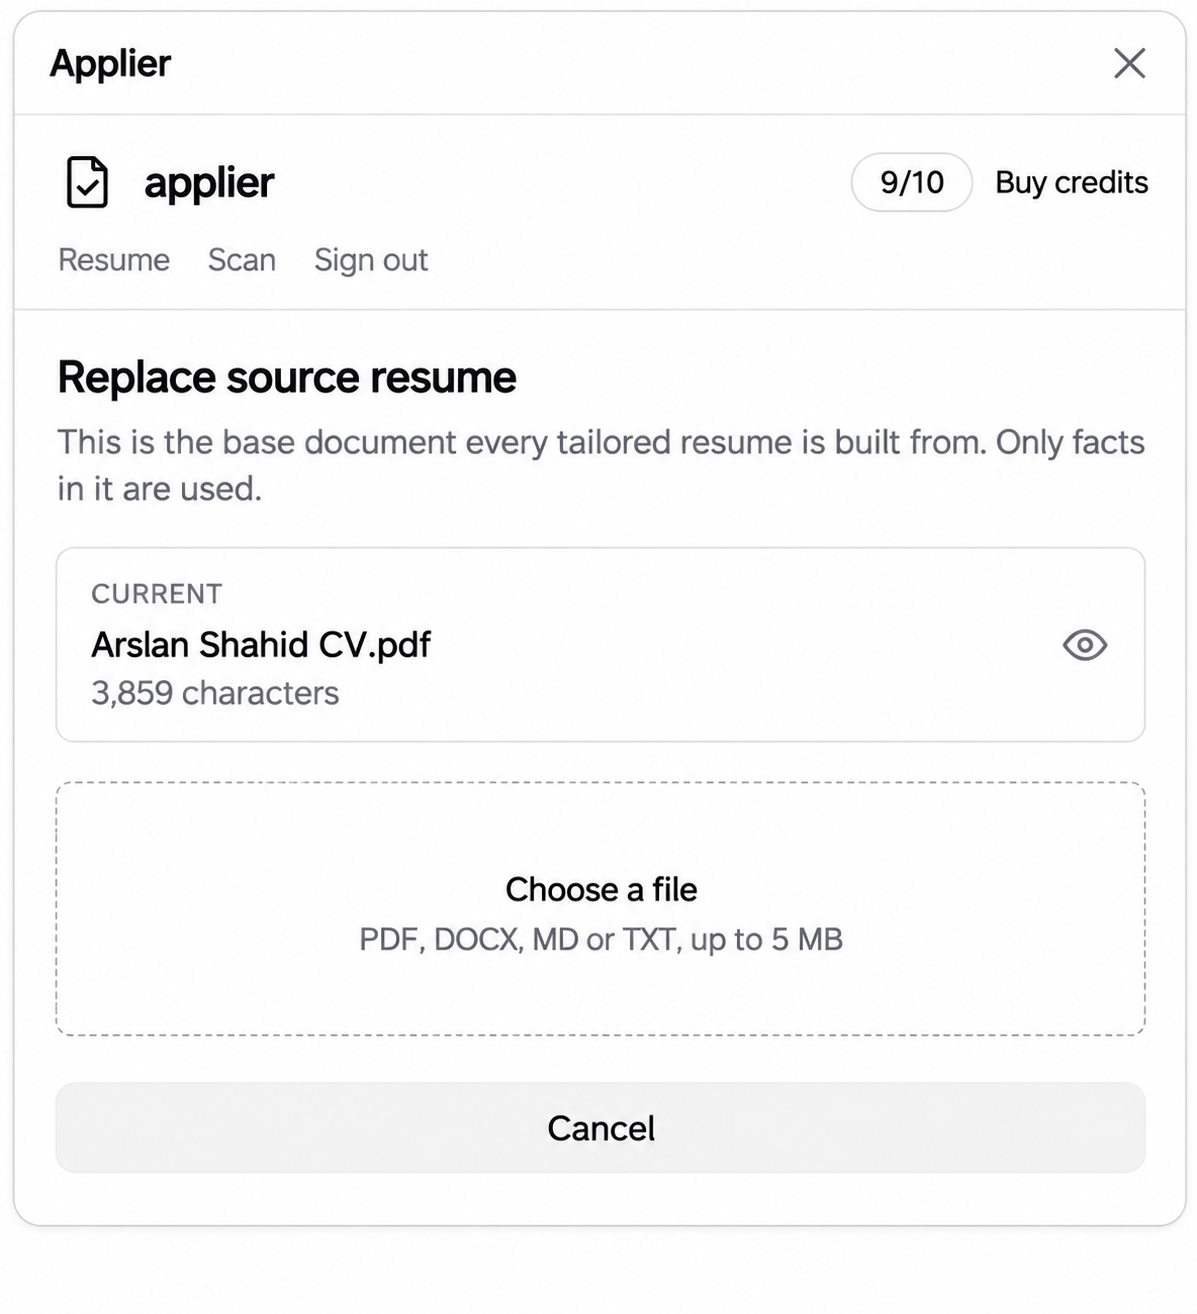 Applier
applier
9/10 Buy credits
Resume Scan Sign out
Replace source resume
This is the base document every tailored resume is built from. Only facts
in it are used.
CURRENT
Arslan Shahid CV.pdf
3,859 characters
Choose a file
PDF, DOCX, MD or TXT, up to 5 MB
Cancel